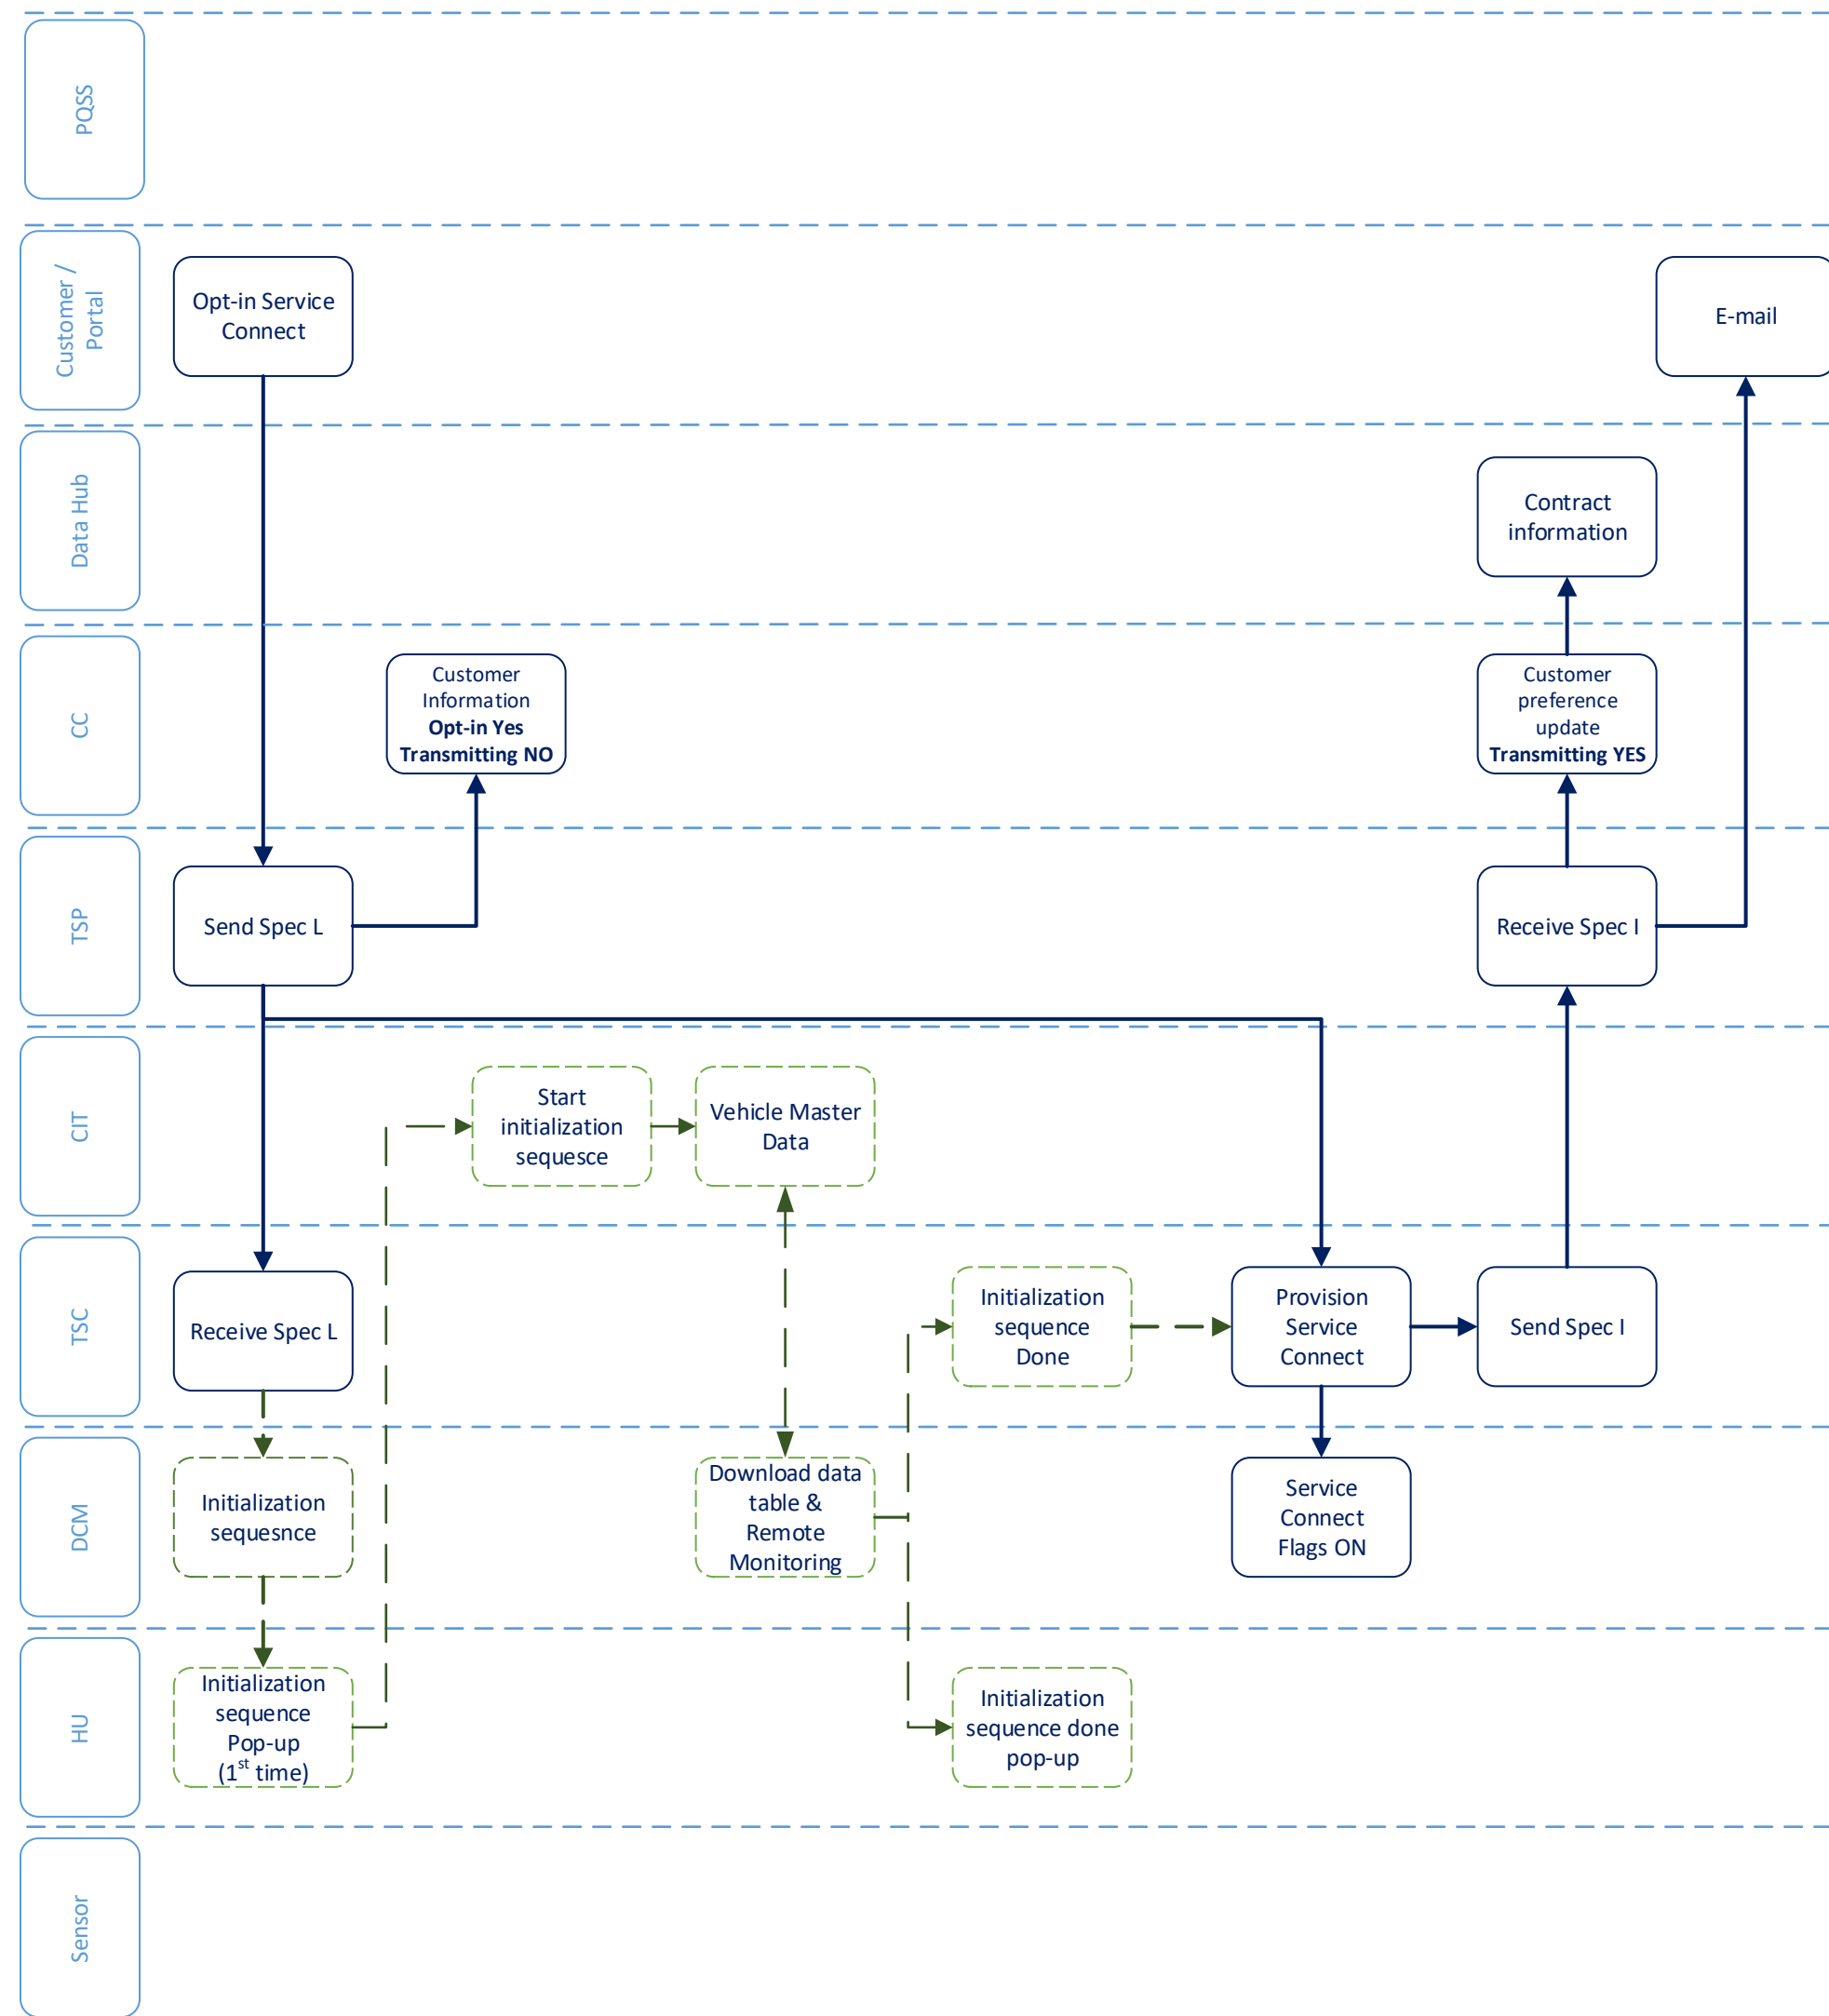 PQSS
Customer /
Portal
Opt-in Service
Connect
E-mail
Data Hub
Contract
information
CC
Customer
Information
Opt-in Yes
Transmitting NO
Customer
preference
update
Transmitting YES
TSP
Send Spec L
Receive Spec I
CIT
Start
initialization
sequesce
Vehicle Master
Data
TSC
Receive Spec L
Initialization
sequence
Done
Provision
Service
Connect
Send Spec I
DCM
Initialization
sequesnce
Download data
table &
Remote
Monitoring
Service
Connect
Flags ON
HU
Initialization
sequence
Pop-up
(1st time)
Initialization
sequence done
pop-up
Sensor